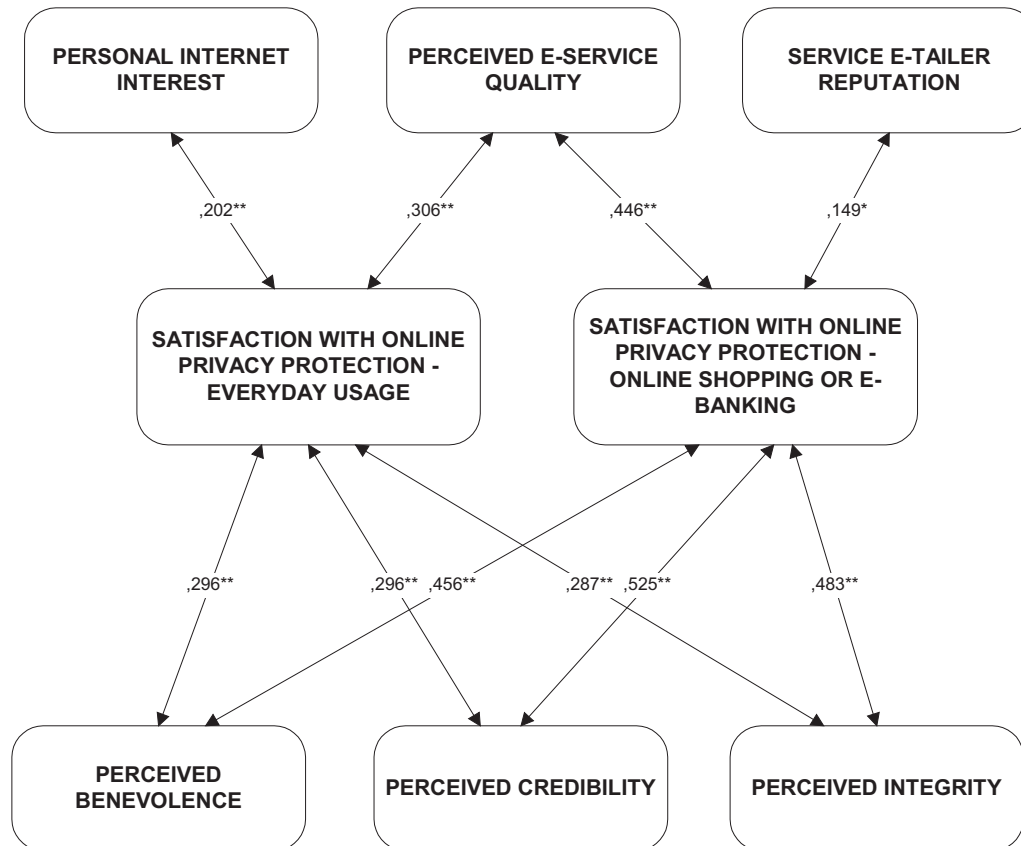 PERSONAL INTERNET
INTEREST
PERCEIVED E-SERVICE
QUALITY
SERVICE E-TAILER
REPUTATION
,202**
,306**
,446**
,149*
SATISFACTION WITH ONLINE
PRIVACY PROTECTION -
EVERYDAY USAGE
SATISFACTION WITH ONLINE
PRIVACY PROTECTION -
ONLINE SHOPPING OR E-
BANKING
,296**
,296**
,456**
,287**
,525**
,483**
PERCEIVED
BENEVOLENCE
PERCEIVED CREDIBILITY
PERCEIVED INTEGRITY